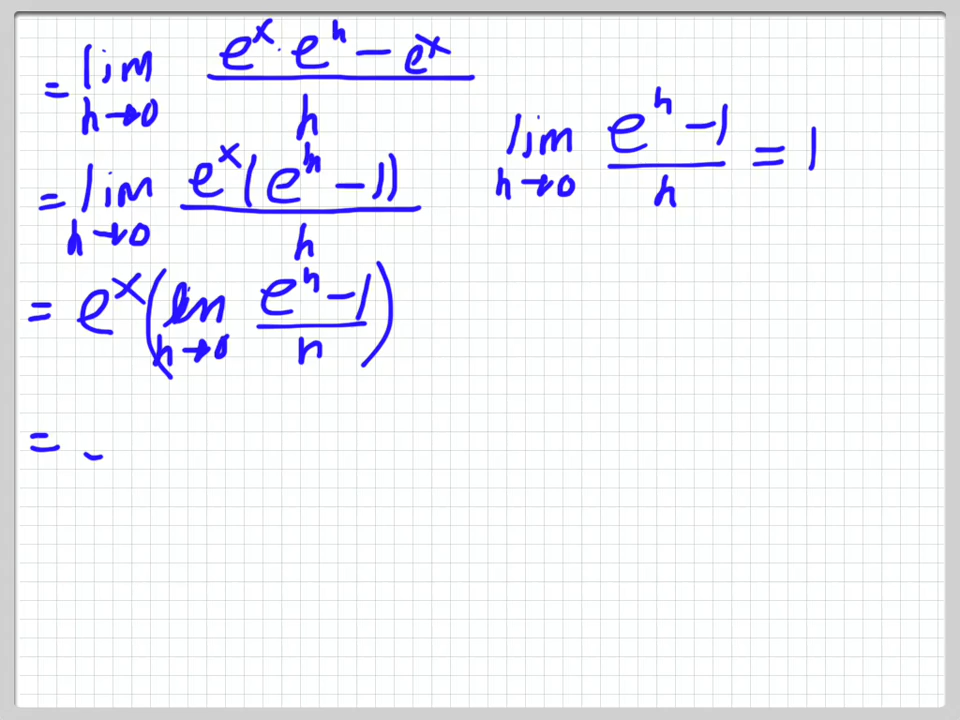 = lim h→0 (e^x · e^h − e^x) / h
= lim h→0 e^x (e^h − 1) / h
lim h→0 (e^h − 1) / h = 1
= e^x (lim h→0 (e^h − 1) / h)
=